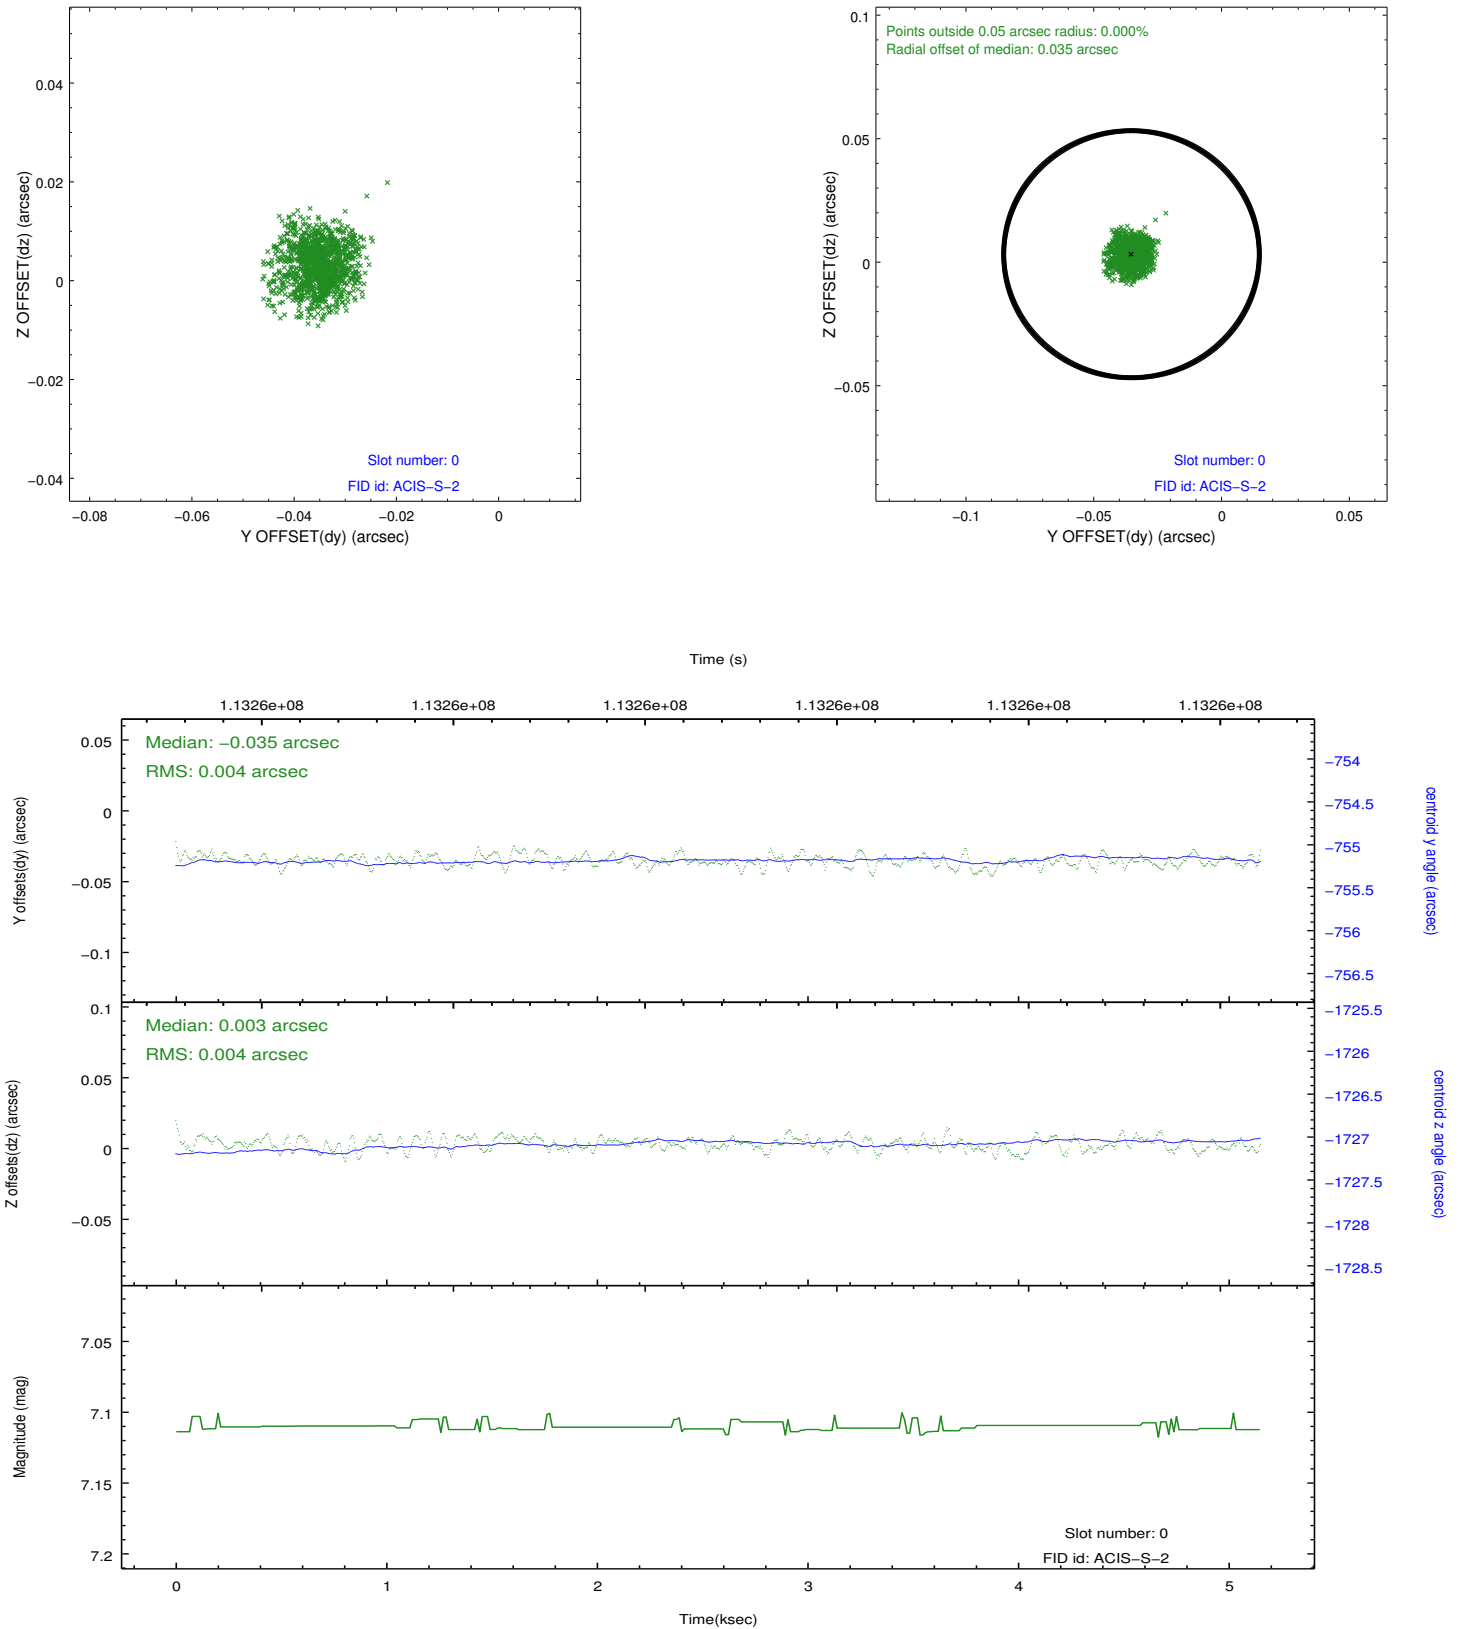 0.04
0.02
0
−0.02
−0.04
Z OFFSET(dz) (arcsec)
Slot number: 0
FID id: ACIS−S−2
−0.08
−0.06
−0.04
−0.02
0
Y OFFSET(dy) (arcsec)
Points outside 0.05 arcsec radius: 0.000%
Radial offset of median: 0.035 arcsec
0.1
0.05
0
−0.05
Z OFFSET(dz) (arcsec)
Slot number: 0
FID id: ACIS−S−2
−0.1
−0.05
0
0.05
Y OFFSET(dy) (arcsec)
Time (s)
1.1326e+08
1.1326e+08
1.1326e+08
1.1326e+08
1.1326e+08
1.1326e+08
Median: −0.035 arcsec
RMS: 0.004 arcsec
0.05
0
−0.05
−0.1
Y offsets(dy) (arcsec)
−754
−754.5
−755
−755.5
−756
−756.5
centroid y angle (arcsec)
Median: 0.003 arcsec
RMS: 0.004 arcsec
0.1
0.05
0
−0.05
Z offsets(dz) (arcsec)
−1725.5
−1726
−1726.5
−1727
−1727.5
−1728
−1728.5
centroid z angle (arcsec)
7.05
7.1
7.15
7.2
Magnitude (mag)
Slot number: 0
FID id: ACIS−S−2
0
1
2
3
4
5
Time(ksec)